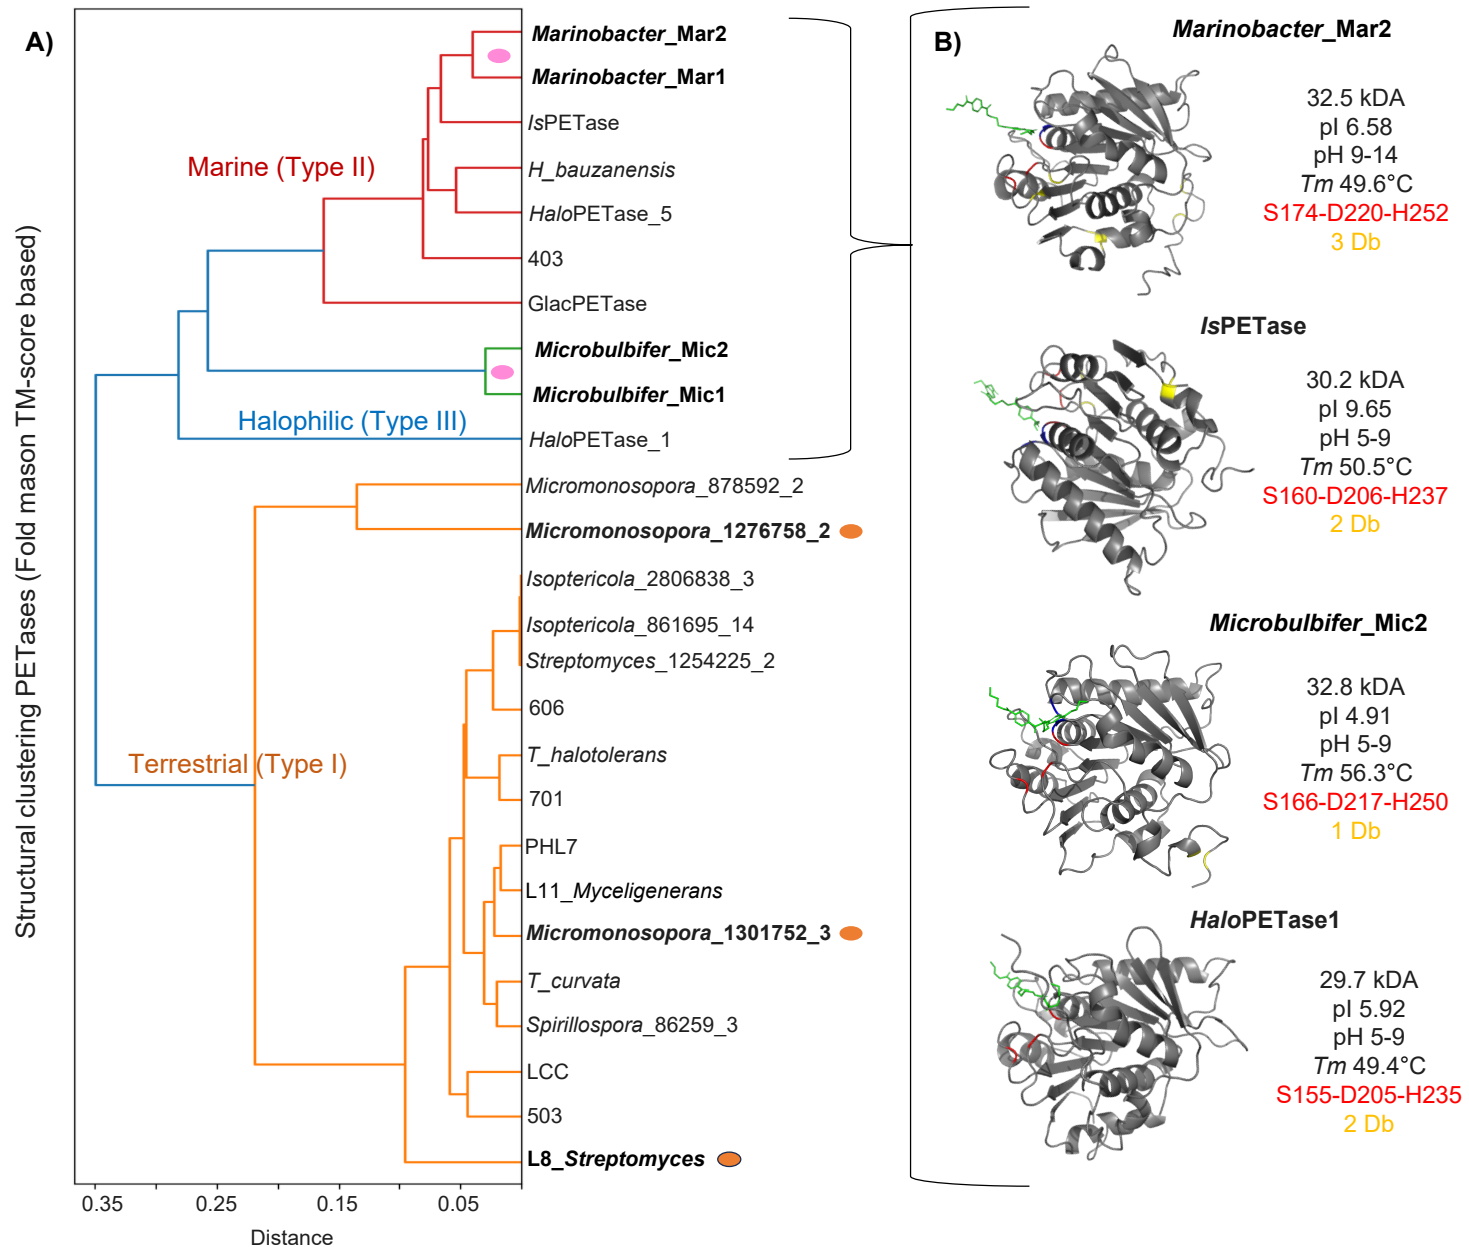 A)
Structural clustering PETases (Fold mason TM-score based)
Marinobacter_Mar2
Marinobacter_Mar1
IsPETase
Marine (Type II)
H_bauzanensis
HaloPETase_5
403
GlacPETase
Microbulbifer_Mic2
Microbulbifer_Mic1
Halophilic (Type III)
HaloPETase_1
Micromonosopora_878592_2
Micromonosopora_1276758_2
Isoptericola_2806838_3
Isoptericola_861695_14
Streptomyces_1254225_2
606
T_halotolerans
Terrestrial (Type I)
701
PHL7
L11_Myceligenerans
Micromonosopora_1301752_3
T_curvata
Spirillospora_86259_3
LCC
503
L8_Streptomyces
0.35 0.25 0.15 0.05
Distance
B)
Marinobacter_Mar2
32.5 kDA
pI 6.58
pH 9-14
Tm 49.6°C
S174-D220-H252
3 Db
IsPETase
30.2 kDA
pI 9.65
pH 5-9
Tm 50.5°C
S160-D206-H237
2 Db
Microbulbifer_Mic2
32.8 kDA
pI 4.91
pH 5-9
Tm 56.3°C
S166-D217-H250
1 Db
HaloPETase1
29.7 kDA
pI 5.92
pH 5-9
Tm 49.4°C
S155-D205-H235
2 Db